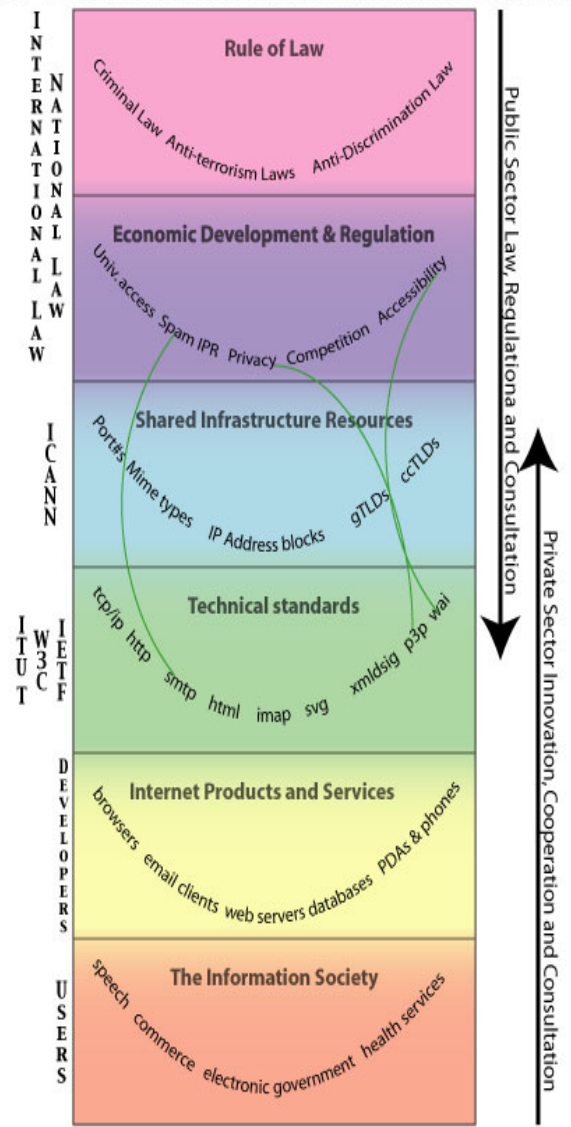 INTERNATIONAL LAW
NATIONAL LAW
Rule of Law
Criminal Law Anti-terrorism Laws Anti-Discrimination Law
Economic Development & Regulation
Univ. access Spam IPR Privacy Competition Accessibility
ICANN
Shared Infrastructure Resources
Port#s Mime types IP Address blocks gTLDs ccTLDs
ITUT
W3C
IETF
Technical standards
tcp/ip http smtp html imap svg xmldsig p3p wai
DEVELOPERS
Internet Products and Services
browsers email clients web servers databases PDAs & phones
USERS
The Information Society
speech commerce electronic government health services
Public Sector Law, Regulationa and Consultation
Private Sector Innovation, Cooperation and Consultation